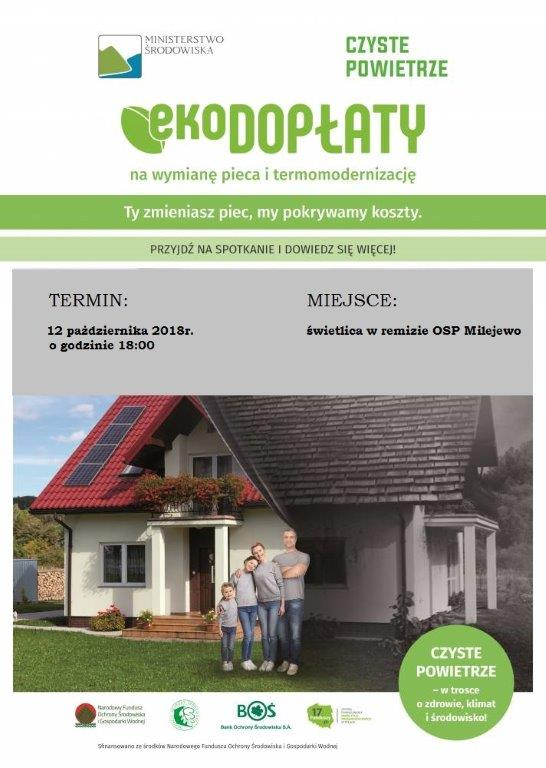 MINISTERSTWO
ŚRODOWISKA
CZYSTE
POWIETRZE
ekoDOPŁATY
na wymianę pieca i termomodernizację
Ty zmieniasz piec, my pokrywamy koszty.
PRZYJDŹ NA SPOTKANIE I DOWIEDZ SIĘ WIĘCEJ!
TERMIN:
12 października 2018r.
o godzinie 18:00
MIEJSCE:
świetlica w remizie OSP Milejewo
CZYSTE
POWIETRZE
– w trosce
o zdrowie, klimat
i środowisko!
Narodowy Fundusz
Ochrony Środowiska
i Gospodarki Wodnej
BOŚ
Bank Ochrony Środowiska S.A.
17
Sfinansowano ze środków Narodowego Funduszu Ochrony Środowiska i Gospodarki Wodnej